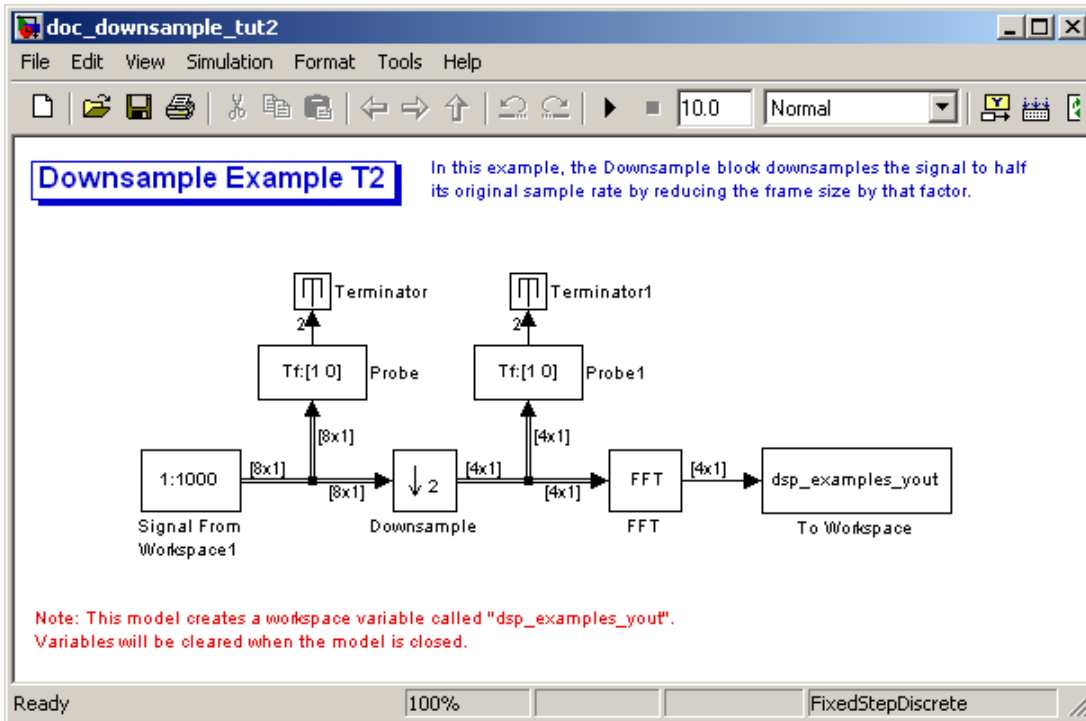 doc_downsample_tut2
File Edit View Simulation Format Tools Help
10.0 Normal
Downsample Example T2
In this example, the Downsample block downsamples the signal to half
its original sample rate by reducing the frame size by that factor.
Terminator
Terminator1
2
2
Tf:[1 0]
Probe
Tf:[1 0]
Probe1
[8x1]
[4x1]
1:1000
[8x1]
[8x1]
2
[4x1]
[4x1]
FFT
[4x1]
dsp_examples_yout
Signal From
Workspace1
Downsample
FFT
To Workspace
Note: This model creates a workspace variable called "dsp_examples_yout".
Variables will be cleared when the model is closed.
Ready 100% FixedStepDiscrete